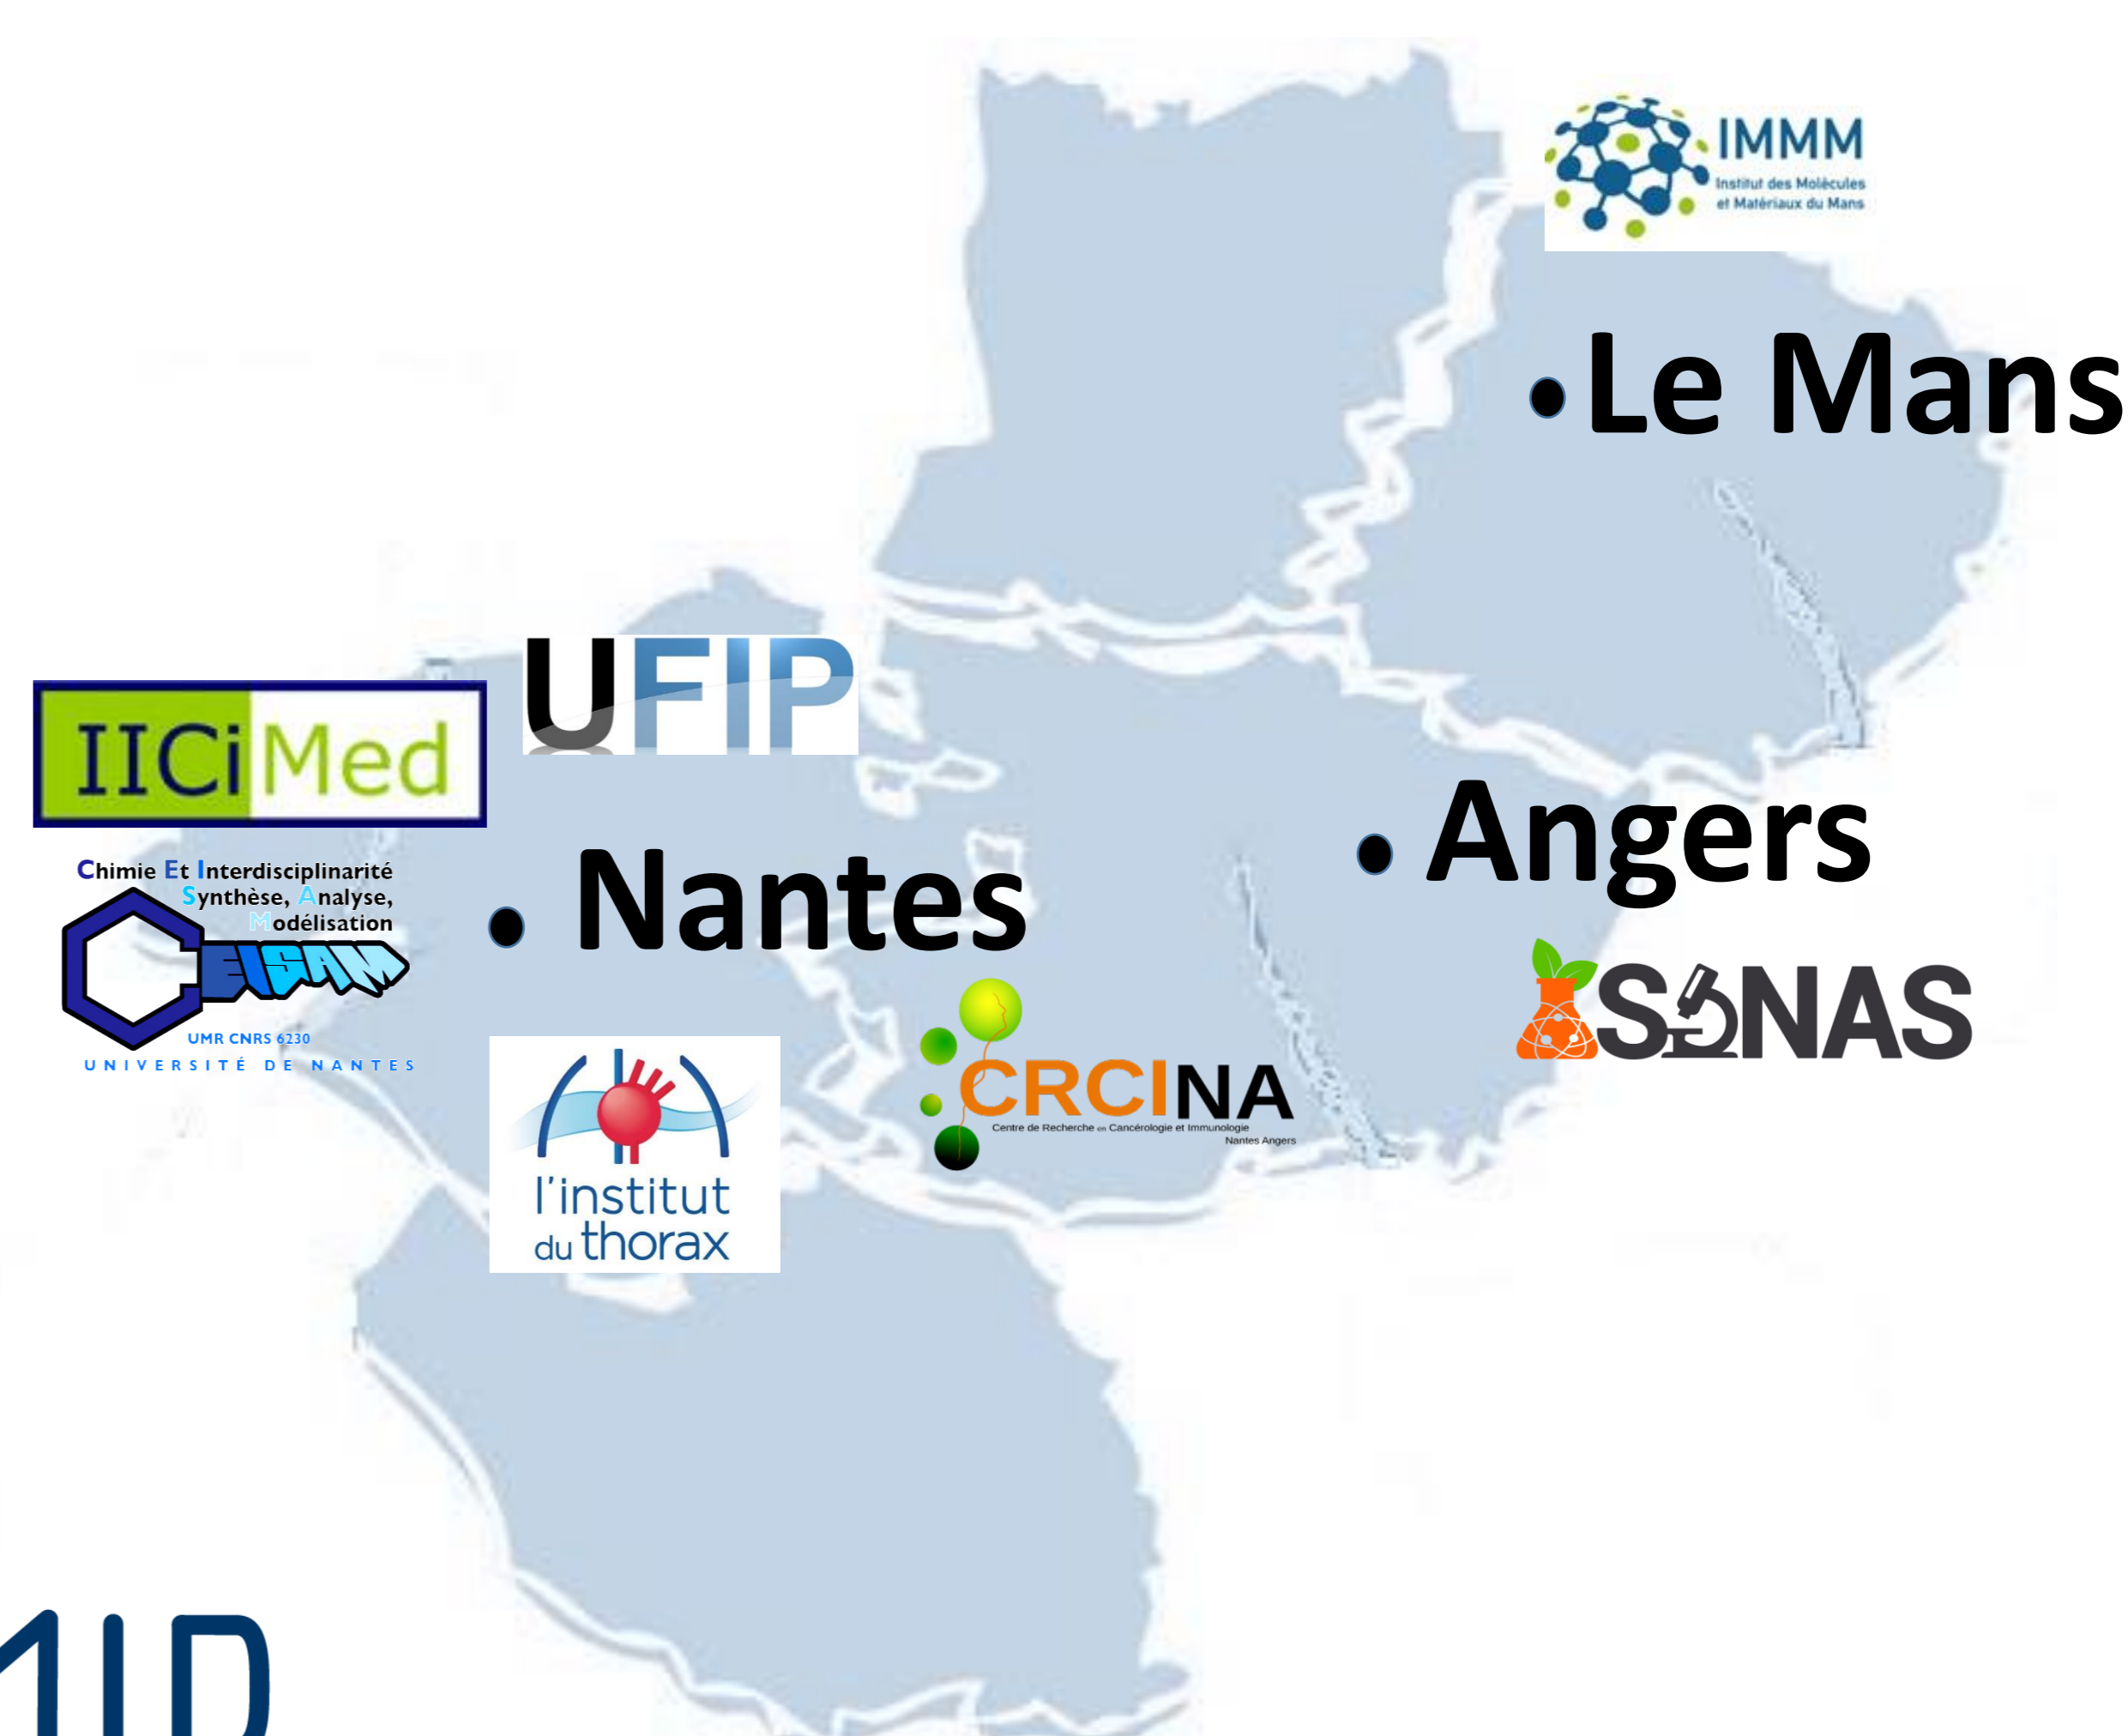 IMMM
Institut des Molécules
et Matériaux du Mans
Le Mans
UFIP
IICiMed
Angers
Nantes
Chimie Et Interdisciplinarité
Synthèse, Analyse,
Modélisation
CEISAM
UMR CNRS 6230
UNIVERSITÉ DE NANTES
SONAS
CRCINA
Centre de Recherche en Cancérologie et Immunologie
Nantes Angers
l'institut
du thorax